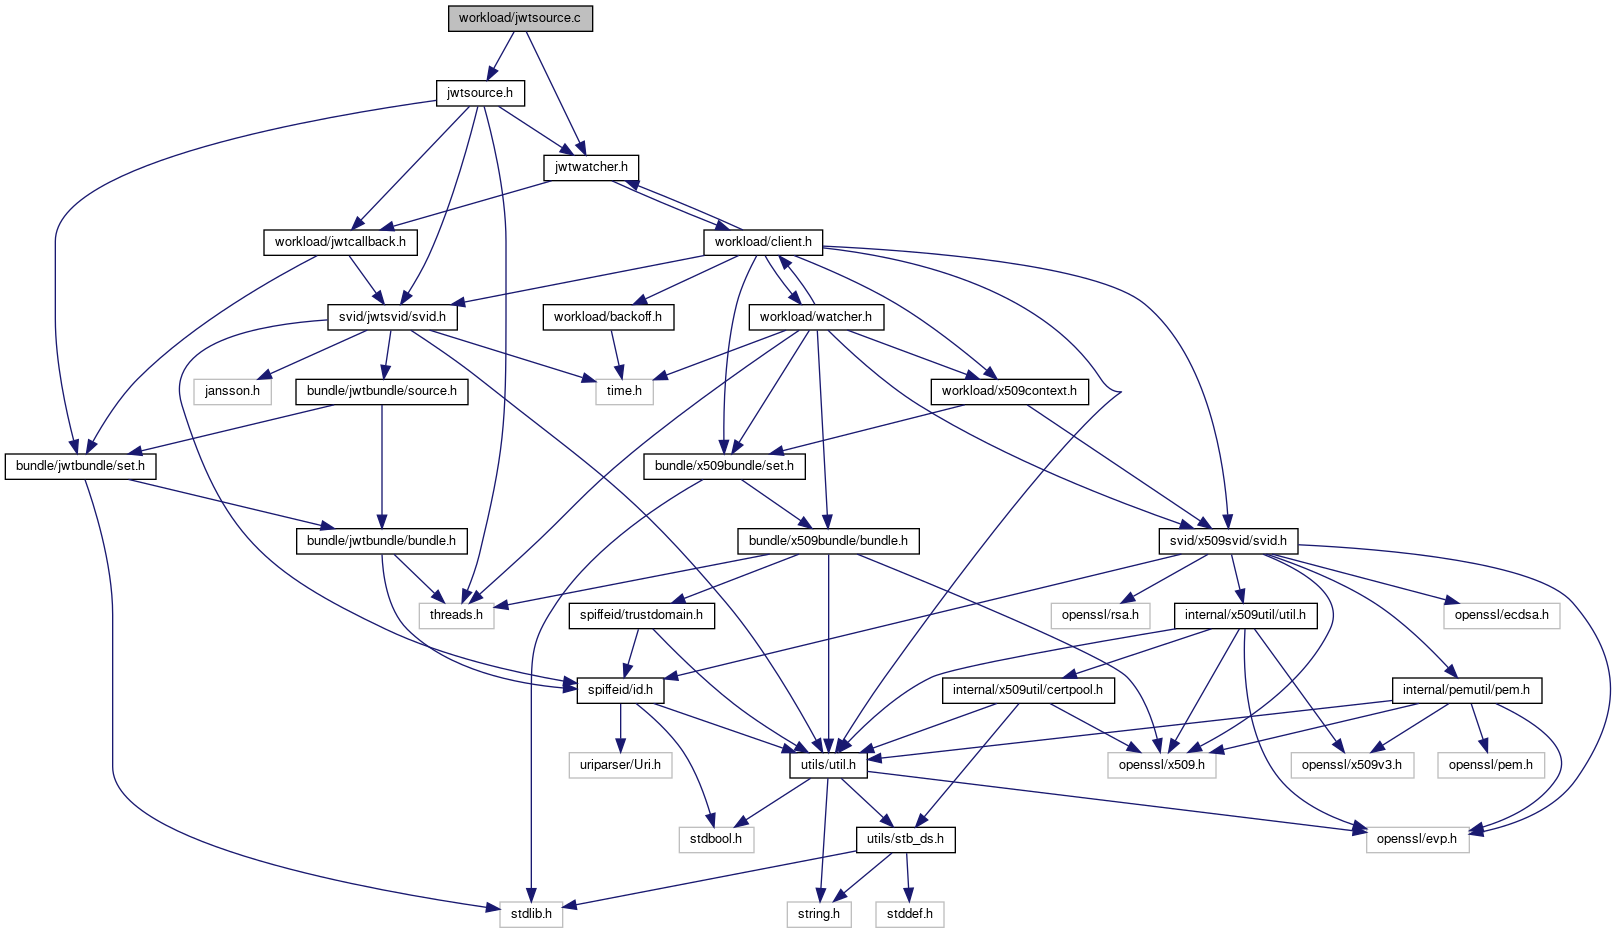 workload/jwtsource.c
jwtsource.h
jwtwatcher.h
workload/jwtcallback.h
workload/client.h
svid/jwtsvid/svid.h
workload/backoff.h
workload/watcher.h
jansson.h
bundle/jwtbundle/source.h
time.h
workload/x509context.h
bundle/jwtbundle/set.h
bundle/x509bundle/set.h
bundle/jwtbundle/bundle.h
bundle/x509bundle/bundle.h
svid/x509svid/svid.h
threads.h
spiffeid/trustdomain.h
openssl/rsa.h
internal/x509util/util.h
openssl/ecdsa.h
spiffeid/id.h
internal/x509util/certpool.h
internal/pemutil/pem.h
uriparser/Uri.h
utils/util.h
openssl/x509.h
openssl/x509v3.h
openssl/pem.h
stdbool.h
utils/stb_ds.h
openssl/evp.h
stdlib.h
string.h
stddef.h